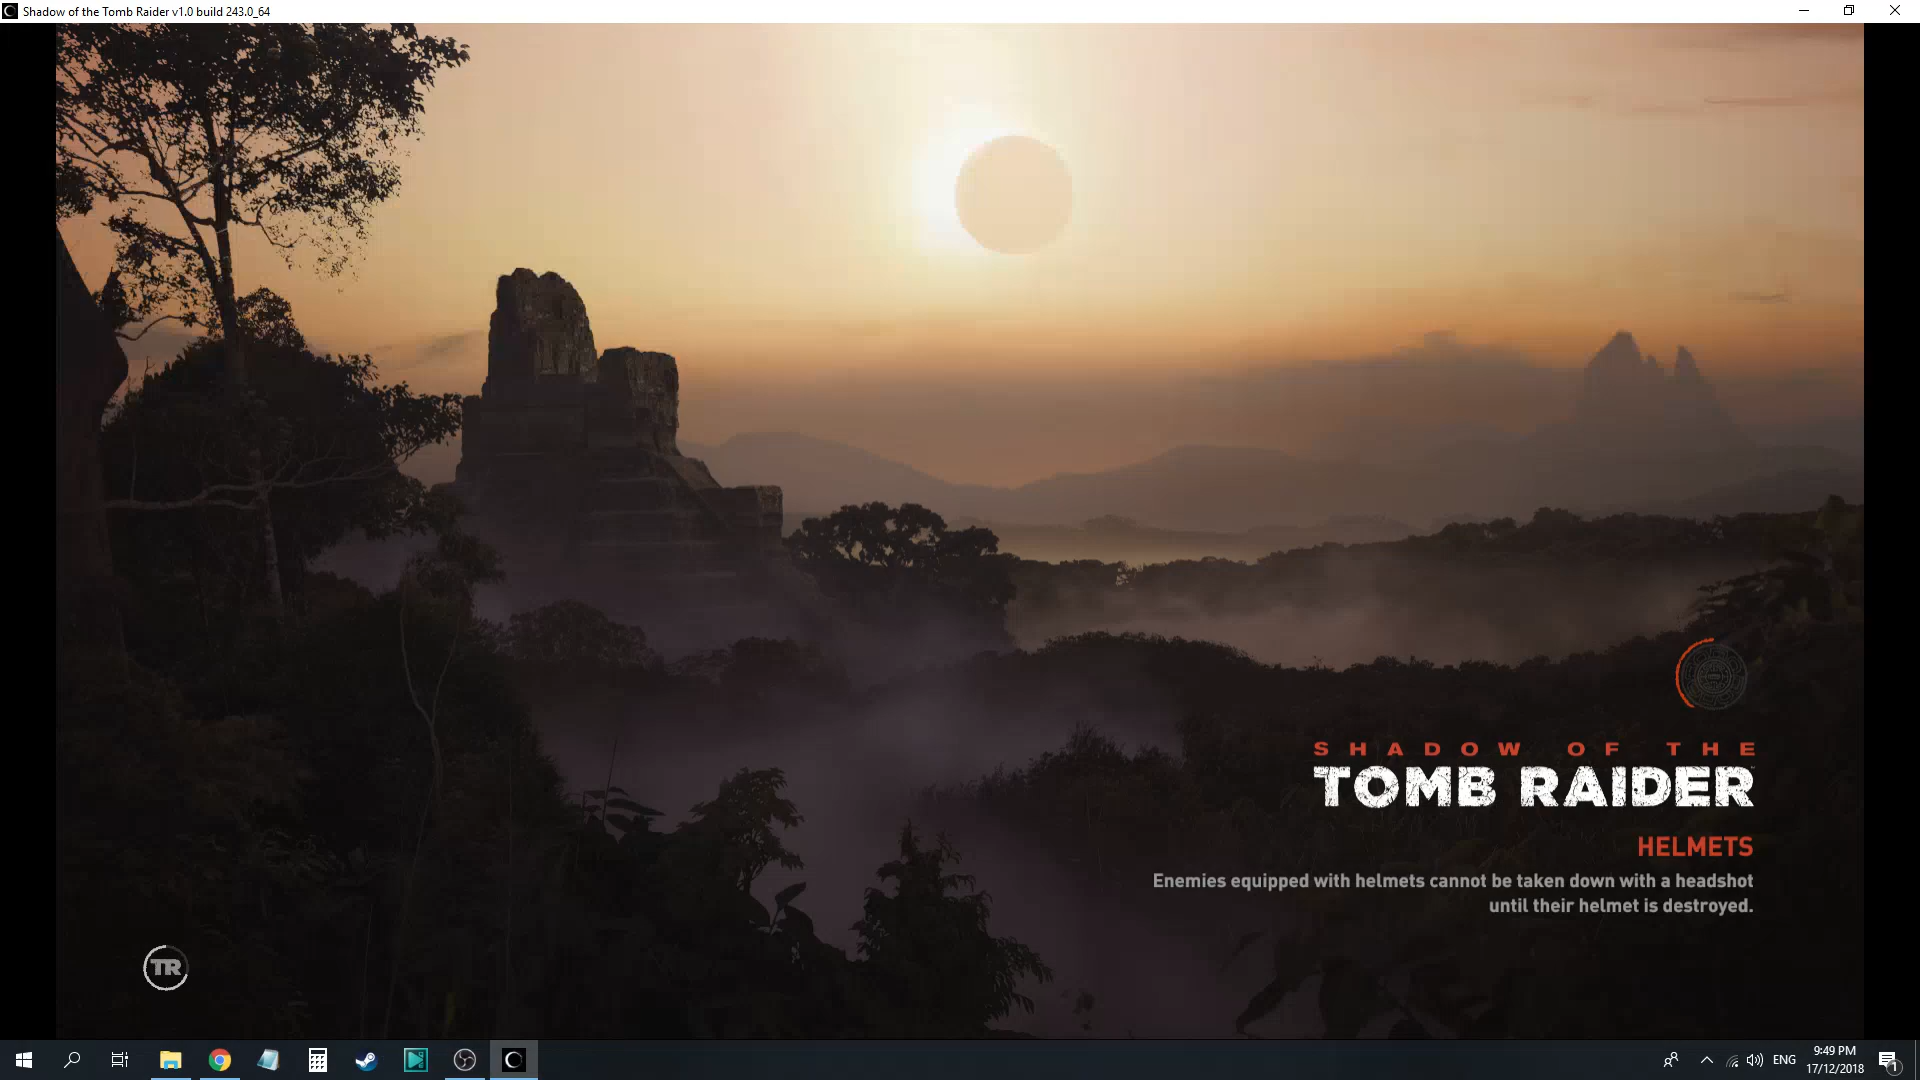 Shadow of the Tomb Raider v1.0 build 243.0_64
SHADOW OF THE
TOMB RAIDER
HELMETS
Enemies equipped with helmets cannot be taken down with a headshot
until their helmet is destroyed.
TR
ENG
9:49 PM
17/12/2018
1